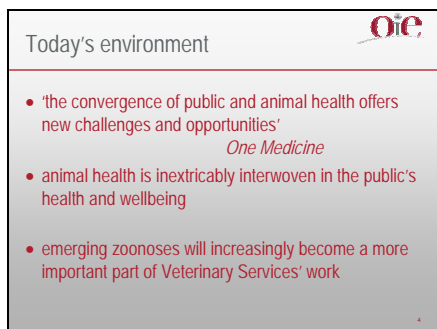 Today's environment
oie
• 'the convergence of public and animal health offers
new challenges and opportunities'
One Medicine
• animal health is inextricably interwoven in the public's
health and wellbeing
• emerging zoonoses will increasingly become a more
important part of Veterinary Services' work
4